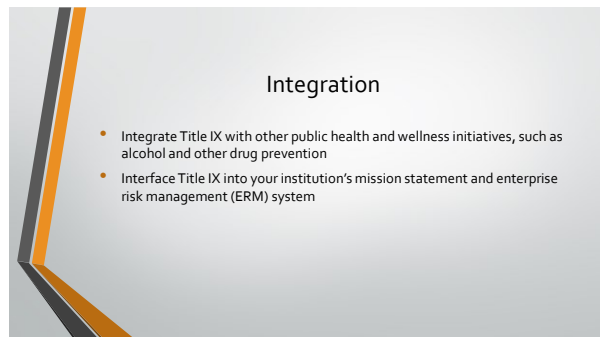 Integration
• Integrate Title IX with other public health and wellness initiatives, such as
alcohol and other drug prevention
• Interface Title IX into your institution’s mission statement and enterprise
risk management (ERM) system